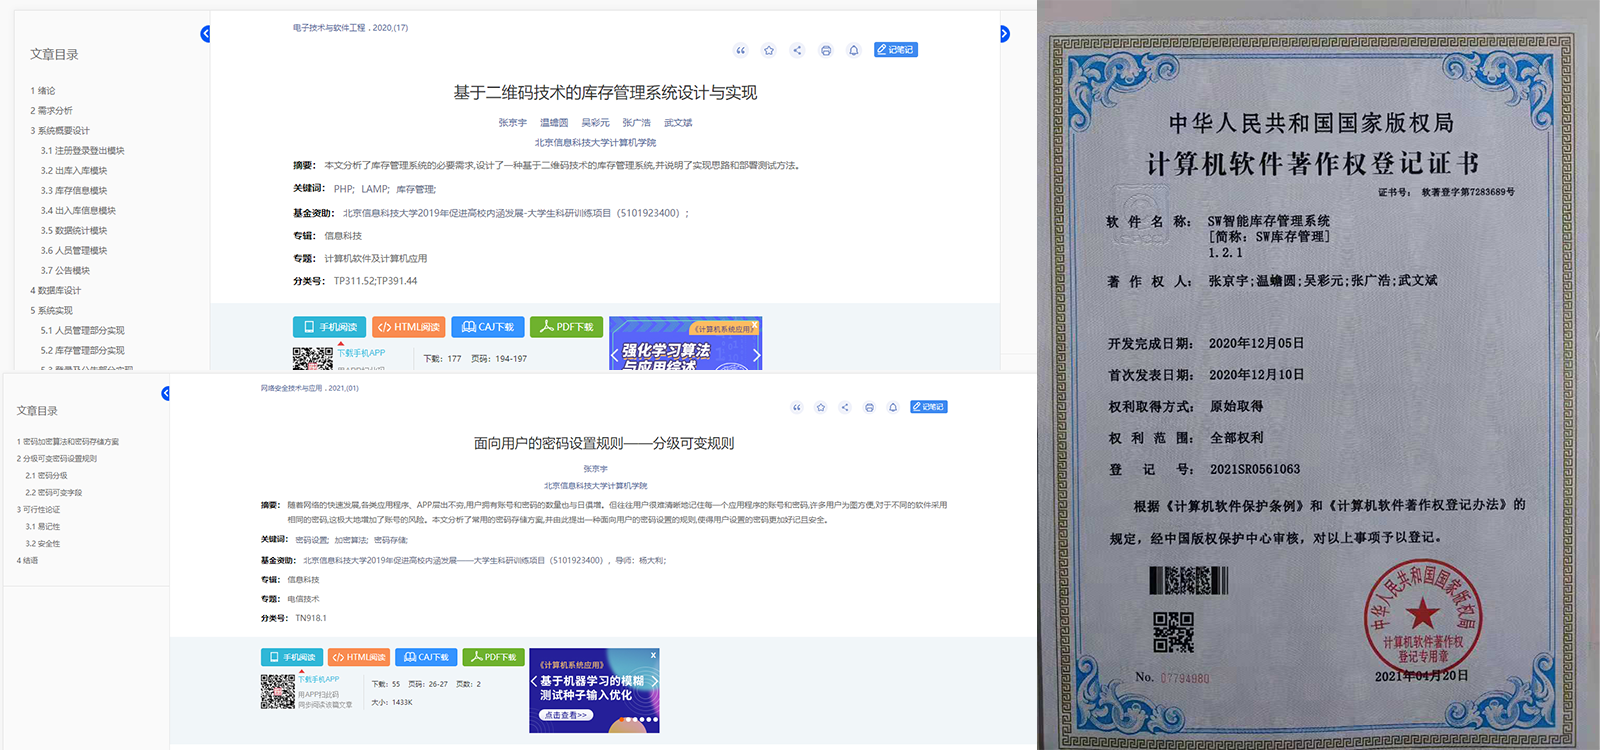 电子技术与软件工程 . 2020,(17)
记笔记
文章目录
1 绪论
2 需求分析
3 系统概要设计
3.1 注册登录登出模块
3.2 出库入库模块
3.3 库存信息模块
3.4 出入库信息模块
3.5 数据统计模块
3.6 人员管理模块
3.7 公告模块
4 数据库设计
5 系统实现
5.1 人员管理部分实现
5.2 库存管理部分实现
5.3 登录及公告部分实现
基于二维码技术的库存管理系统设计与实现
张京宇 温蟾圆 吴彩元 张广浩 武文斌
北京信息科技大学计算机学院
摘要： 本文分析了库存管理系统的必要需求,设计了一种基于二维码技术的库存管理系统,并说明了实现思路和部署测试方法。
关键词： PHP; LAMP; 库存管理;
基金资助： 北京信息科技大学2019年促进高校内涵发展-大学生科研训练项目（5101923400）;
专辑： 信息科技
专题： 计算机软件及计算机应用
分类号： TP311.52;TP391.44
手机阅读 HTML阅读 CAJ下载 PDF下载
下载手机APP
下载：177 页码：194-197
《计算机系统应用》
强化学习算法
与应用综述
网络安全技术与应用 . 2021,(01)
记笔记
文章目录
1 密码加密算法和密码存储方案
2 分级可变密码设置规则
2.1 密码分级
2.2 密码可变字段
3 可行性论证
3.1 易记性
3.2 安全性
4 结语
面向用户的密码设置规则——分级可变规则
张京宇
北京信息科技大学计算机学院
摘要： 随着网络的快速发展,各类应用程序、APP层出不穷,用户拥有账号和密码的数量也与日俱增。但往往用户很难清晰地记住每一个应用程序的账号和密码,许多用户为图方便,对于不同的软件采用
相同的密码,这极大地增加了账号的风险。本文分析了常用的密码存储方案,并由此提出一种面向用户的密码设置的规则,使得用户设置的密码更加好记且安全。
关键词： 密码设置; 加密算法; 密码存储;
基金资助： 北京信息科技大学2019年促进高校内涵发展——大学生科研训练项目（5101923400）, 导师：杨大利;
专辑： 信息科技
专题： 电信技术
分类号： TN918.1
手机阅读 HTML阅读 CAJ下载 PDF下载
下载手机APP
用APP扫此码
同步阅读该篇文章
下载：55 页码：26-27 页数：2
大小：1433K
《计算机系统应用》
基于机器学习的模糊
测试种子输入优化
点击查看>>
中华人民共和国国家版权局
计算机软件著作权登记证书
证书号： 软著登字第7283689号
软件名称： SW智能库存管理系统
[简称：SW库存管理]
1.2.1
著作权人： 张京宇;温蟾圆;吴彩元;张广浩;武文斌
开发完成日期： 2020年12月05日
首次发表日期： 2020年12月10日
权利取得方式： 原始取得
权利范围： 全部权利
登记号： 2021SR0561063
根据《计算机软件保护条例》和《计算机软件著作权登记办法》的
规定，经中国版权保护中心审核，对以上事项予以登记。
中华人民共和国国家版权局
计算机软件著作权
登记专用章
No. 07794980
2021年04月20日